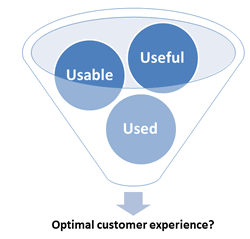 Useful
Usable
Used
Optimal customer experience?